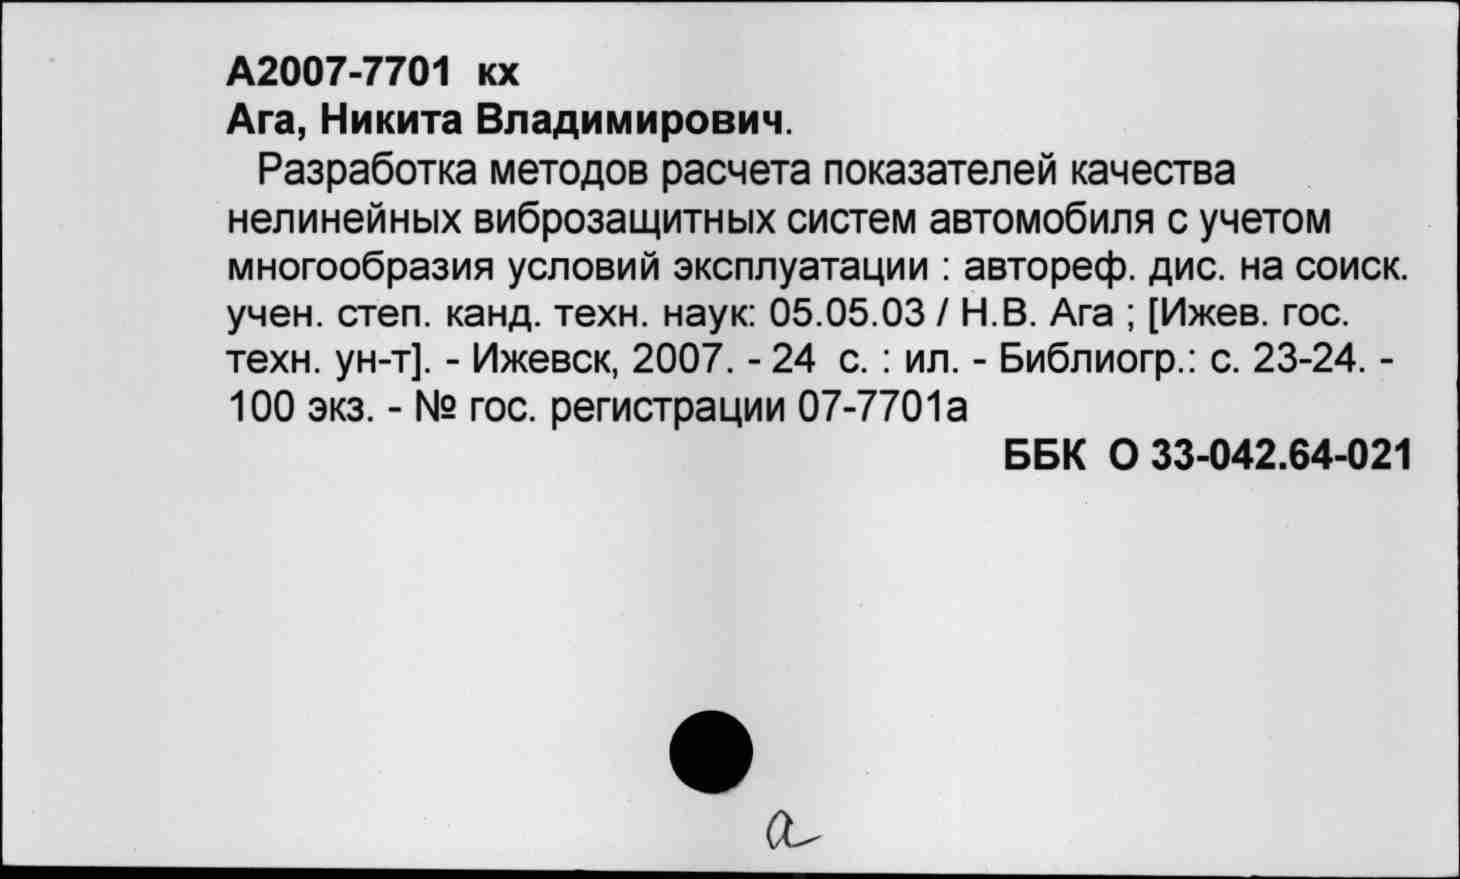 А2007-7701 кх
Ага, Никита Владимирович.
Разработка методов расчета показателей качества
нелинейных виброзащитных систем автомобиля с учетом
многообразия условий эксплуатации : автореф. дис. на соиск.
учен. степ. канд. техн. наук: 05.05.03 / Н.В. Ага ; [Ижев. гос.
техн. ун-т]. - Ижевск, 2007. - 24 с. : ил. - Библиогр.: с. 23-24. -
100 экз. - № гос. регистрации 07-7701а
ББК О 33-042.64-021
а